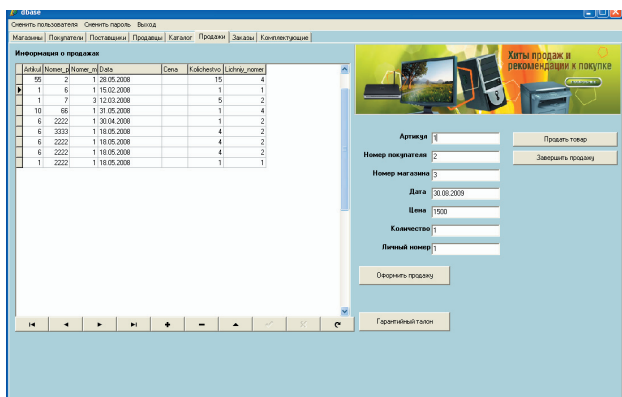 dbase
Сменить пользователя Сменить пароль Выход
Магазины Покупатели Поставщики Продавцы Каталог Продажи Заказы Комплектующие
Информация о продажах
Artikul Nomer_p Nomer_m Data Cena Kolichestvo Lichniy_nomer
55 2 1 28.05.2008 15 4
1 6 1 15.02.2008 1 1
1 7 3 12.03.2008 5 2
10 66 1 31.05.2008 1 4
6 2222 1 30.04.2008 1 2
6 3333 1 18.05.2008 4 2
6 2222 1 18.05.2008 4 2
6 2222 1 18.05.2008 4 2
1 2222 1 18.05.2008 1 1
Хиты продаж и
рекомендации к покупке
Артикул 1
Продать товар
Номер покупателя 2
Завершить продажу
Номер магазина 3
Дата 30.08.2009
Цена 1500
Количество 1
Личный номер 1
Оформить продажу
Гарантийный талон